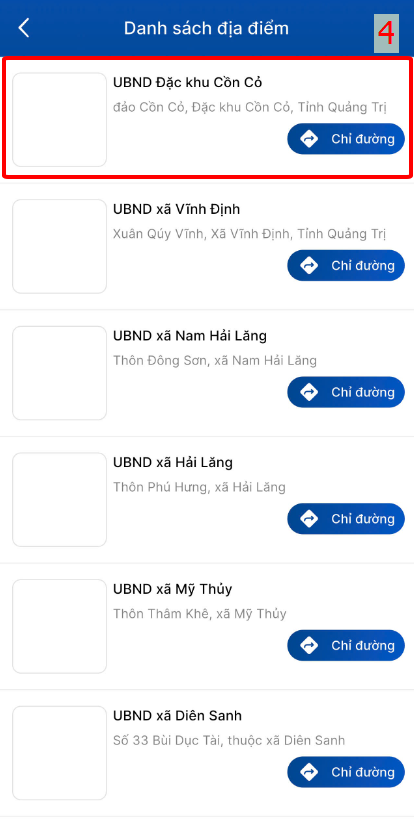 Danh sách địa điểm
4
UBND Đặc khu Cồn Cỏ
đảo Cồn Cỏ, Đặc khu Cồn Cỏ, Tỉnh Quảng Trị
Chỉ đường
UBND xã Vĩnh Định
Xuân Qúy Vĩnh, Xã Vĩnh Định, Tỉnh Quảng Trị
Chỉ đường
UBND xã Nam Hải Lăng
Thôn Đông Sơn, xã Nam Hải Lăng
Chỉ đường
UBND xã Hải Lăng
Thôn Phú Hưng, xã Hải Lăng
Chỉ đường
UBND xã Mỹ Thủy
Thôn Thâm Khê, xã Mỹ Thủy
Chỉ đường
UBND xã Diên Sanh
Số 33 Bùi Dục Tài, thuộc xã Diên Sanh
Chỉ đường